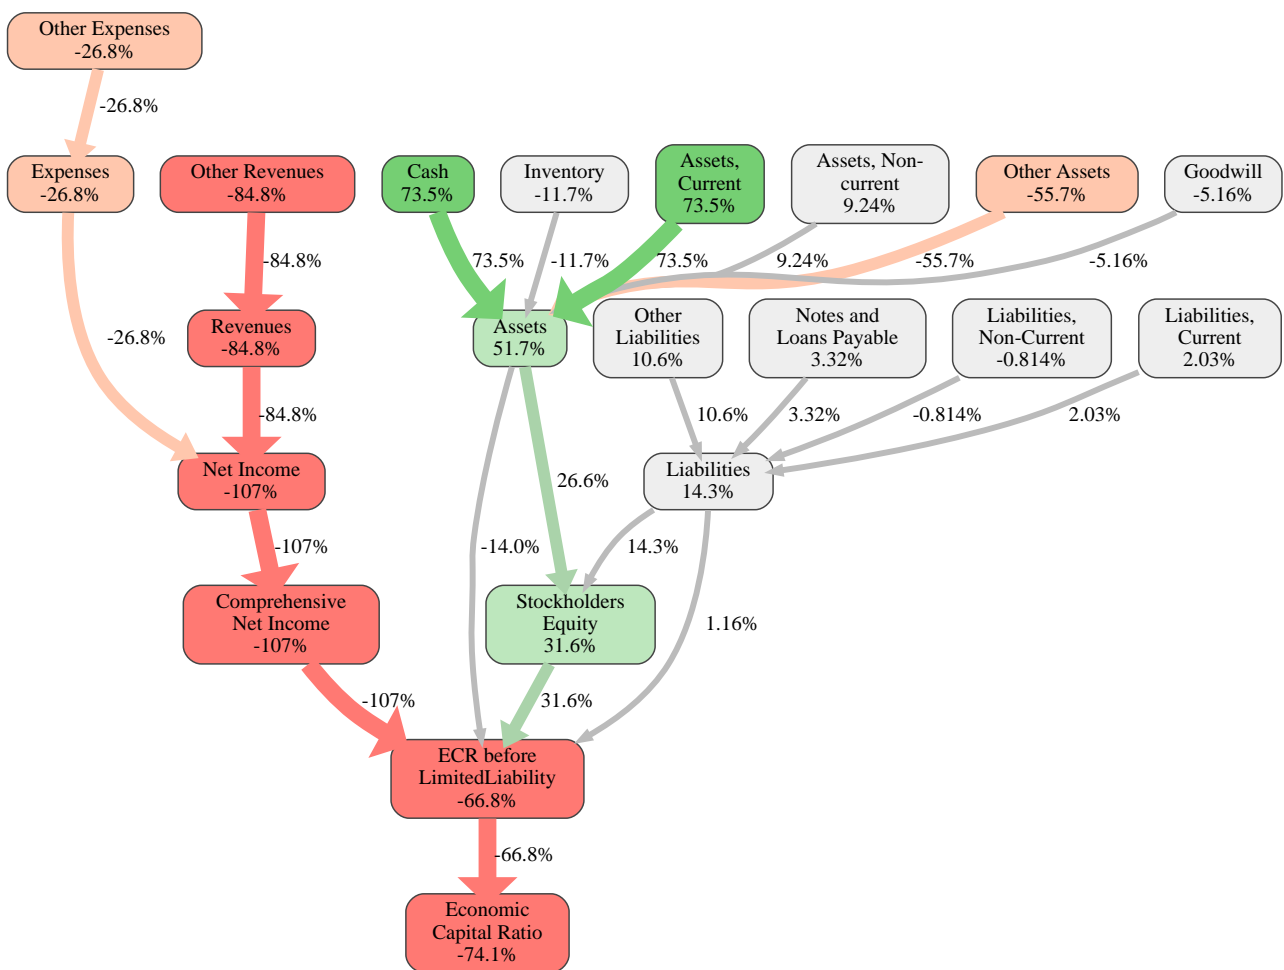 Other Expenses
-26.8%
-26.8%
Expenses
-26.8%
Other Revenues
-84.8%
Cash
73.5%
Inventory
-11.7%
Assets,
Current
73.5%
Assets, Non-
current
9.24%
Other Assets
-55.7%
Goodwill
-5.16%
-84.8%
73.5%
-11.7%
73.5%
9.24%
-55.7%
-5.16%
-26.8%
Revenues
-84.8%
Assets
51.7%
Other
Liabilities
10.6%
Notes and
Loans Payable
3.32%
Liabilities,
Non-Current
-0.814%
Liabilities,
Current
2.03%
-84.8%
10.6%
3.32%
-0.814%
2.03%
Net Income
-107%
26.6%
Liabilities
14.3%
-107%
-14.0%
14.3%
Comprehensive
Net Income
-107%
Stockholders
Equity
31.6%
1.16%
-107%
31.6%
ECR before
LimitedLiability
-66.8%
-66.8%
Economic
Capital Ratio
-74.1%